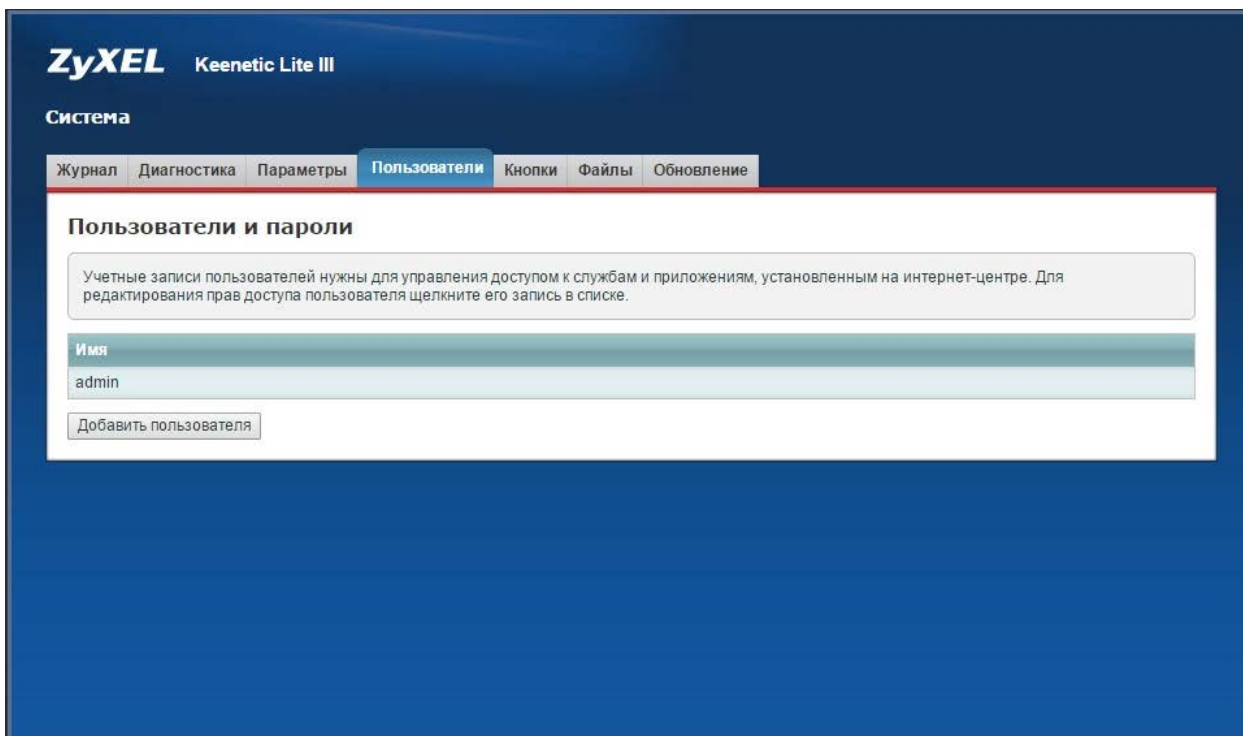 ZyXEL Keenetic Lite III
Система
Журнал Диагностика Параметры Пользователи Кнопки Файлы Обновление
Пользователи и пароли
Учетные записи пользователей нужны для управления доступом к службам и приложениям, установленным на интернет-центре. Для
редактирования прав доступа пользователя щелкните его запись в списке.
Имя
admin
Добавить пользователя